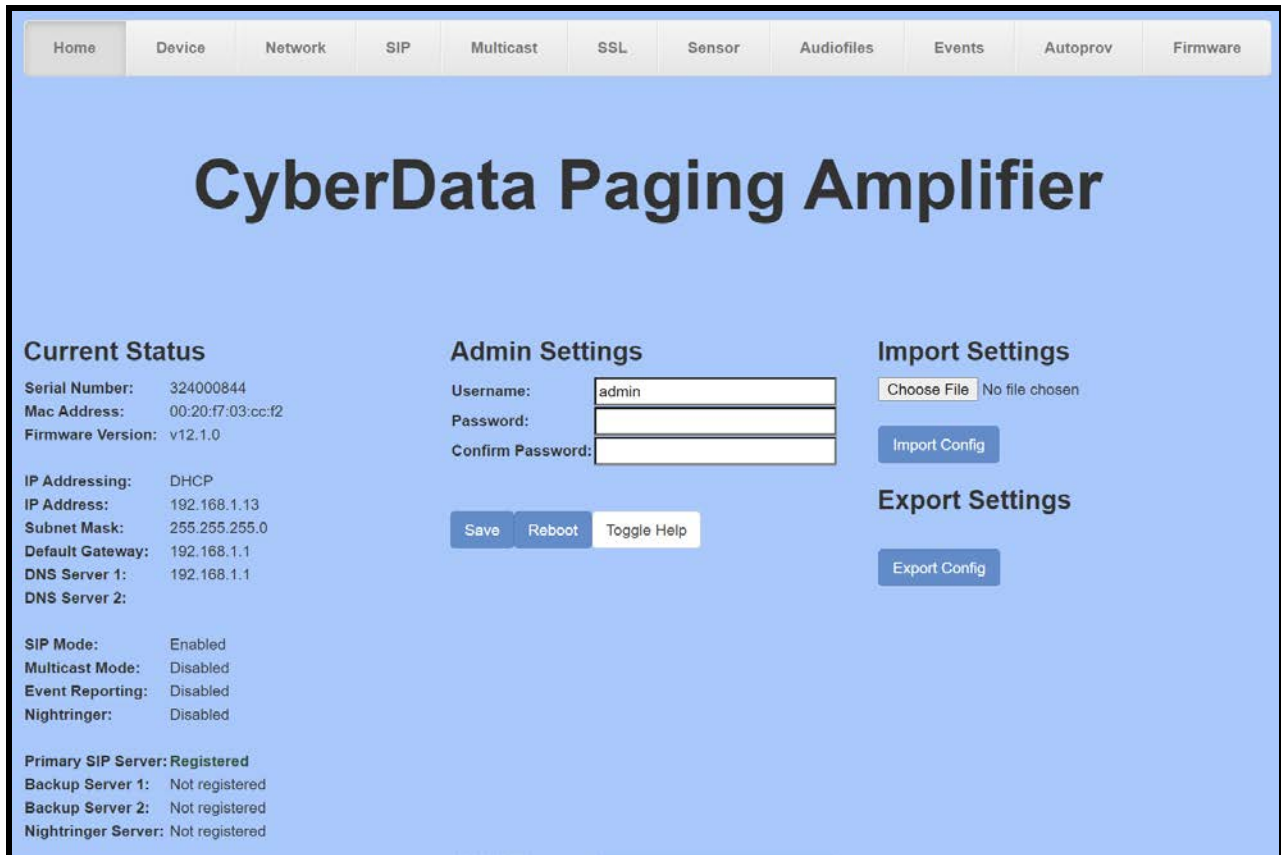 Home Device Network SIP Multicast SSL Sensor Audiofiles Events Autoprov Firmware
CyberData Paging Amplifier
Current Status
Serial Number: 324000844
Mac Address: 00:20:f7:03:cc:f2
Firmware Version: v12.1.0
IP Addressing: DHCP
IP Address: 192.168.1.13
Subnet Mask: 255.255.255.0
Default Gateway: 192.168.1.1
DNS Server 1: 192.168.1.1
DNS Server 2:
SIP Mode: Enabled
Multicast Mode: Disabled
Event Reporting: Disabled
Nightringer: Disabled
Primary SIP Server: Registered
Backup Server 1: Not registered
Backup Server 2: Not registered
Nightringer Server: Not registered
Admin Settings
Username: admin
Password:
Confirm Password:
Save Reboot Toggle Help
Import Settings
Choose File No file chosen
Import Config
Export Settings
Export Config